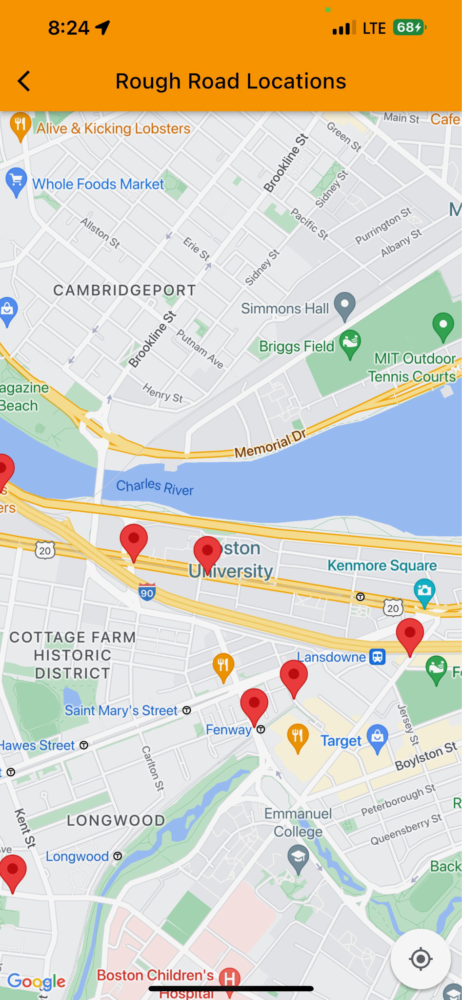 8:24
LTE
68
Rough Road Locations
Main St
Cafe
Alive & Kicking Lobsters
Green St
Brookline St
Whole Foods Market
Sidney St
M
Pacific St
Purrington St
Allston St
Albany St
Erie St
Sidney St
CAMBRIDGEPORT
Simmons Hall
Brookline St
Putnam Ave
Briggs Field
MIT Outdoor
Tennis Courts
agazine
Beach
Henry St
Memorial Dr
Charles River
s
ers
20
ston
University
Kenmore Square
90
T
20
COTTAGE FARM
HISTORIC
DISTRICT
Lansdowne
F
Saint Mary's Street
T
Jersey St
Fenway
T
Target
Hawes Street
T
Boylston St
Carlton St
t
T
Peterborough St
R
Kent St
LONGWOOD
Emmanuel
College
Queensberry St
ve
Longwood
T
Back
Boston Children's
Hospital
H
Google